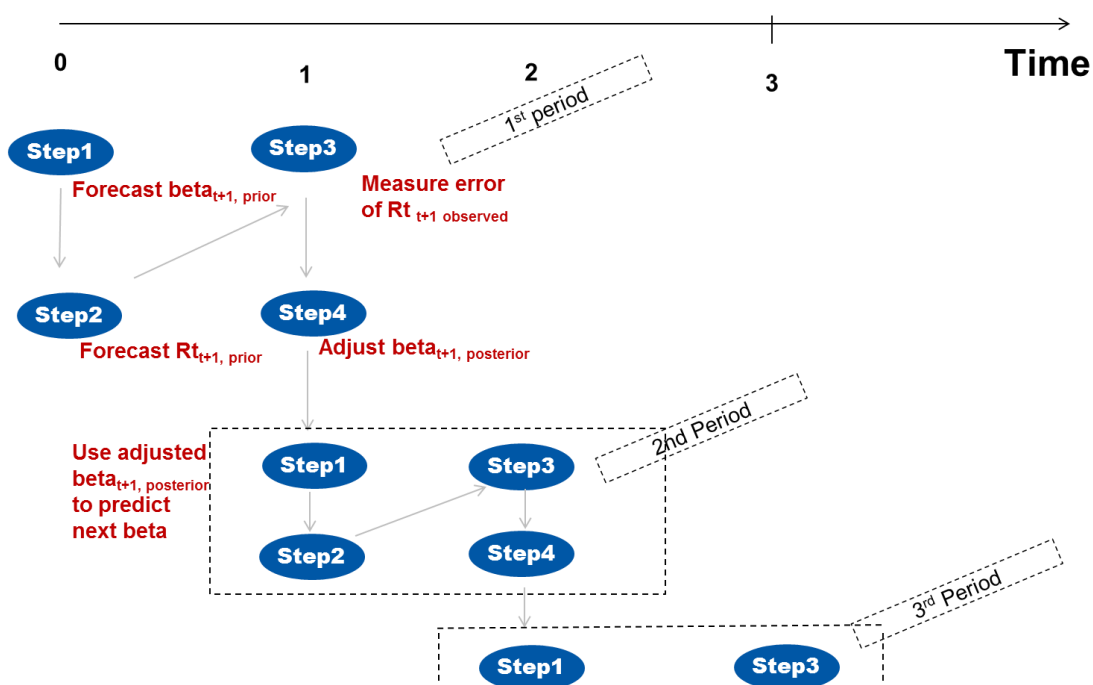 0
1
2
3
Time
1st period
Step1
Step3
Forecast betat+1, prior
Measure error
of Rt t+1 observed
Step2
Step4
Forecast Rtt+1, prior
Adjust betat+1, posterior
2nd Period
Use adjusted
betat+1, posterior
to predict
next beta
Step1
Step3
Step2
Step4
3rd Period
Step1
Step3